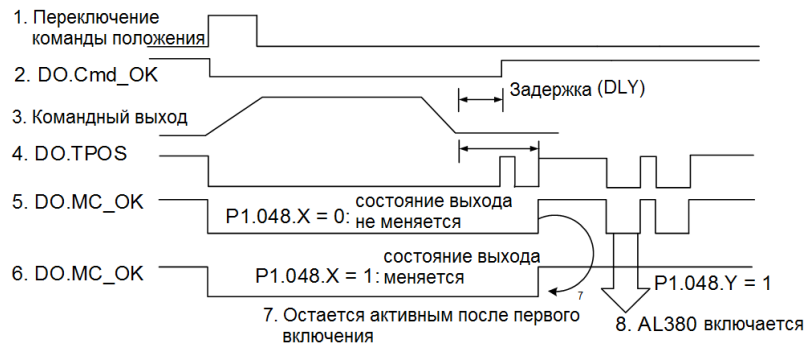 1. Переключение
команды положения
2. DO.Cmd_OK
Задержка (DLY)
3. Командный выход
4. DO.TPOS
5. DO.MC_OK
P1.048.X = 0: состояние выхода
не меняется
6. DO.MC_OK
P1.048.X = 1: состояние выхода
меняется
7
P1.048.Y = 1
7. Остается активным после первого
включения
8. AL380 включается